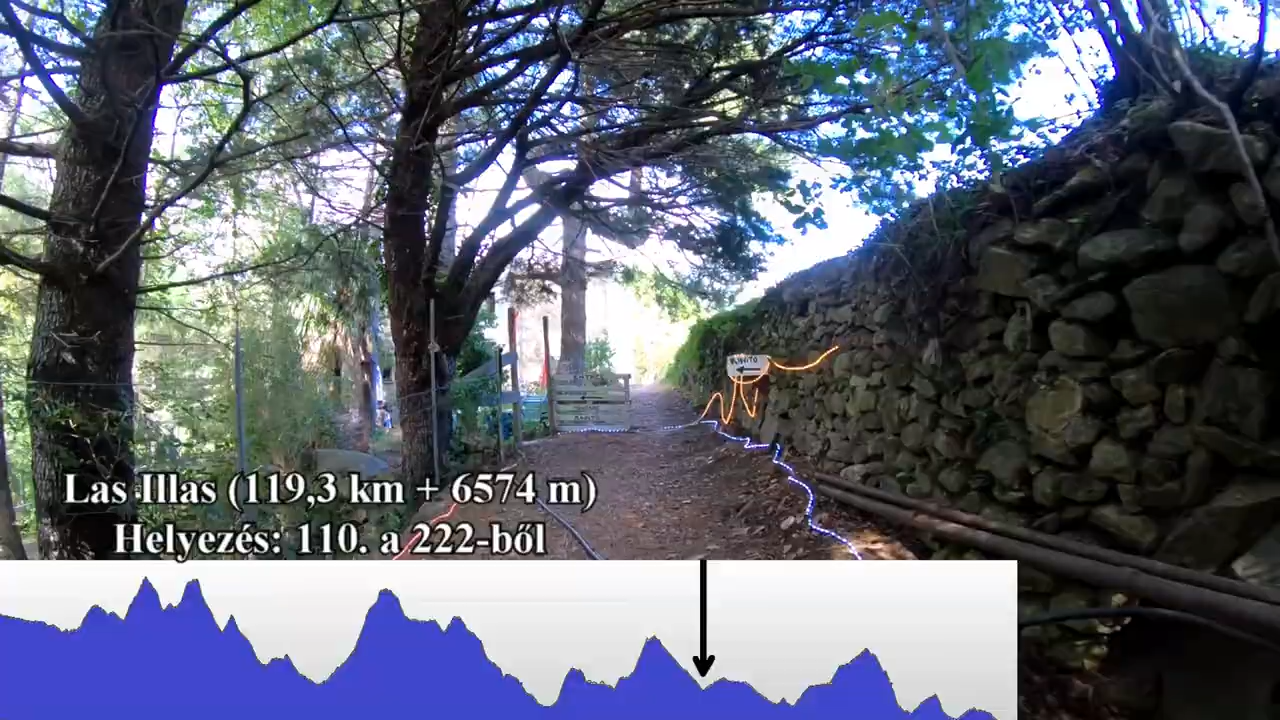 Las Illas (119,3 km + 6574 m)
Helyezés: 110. a 222-ből